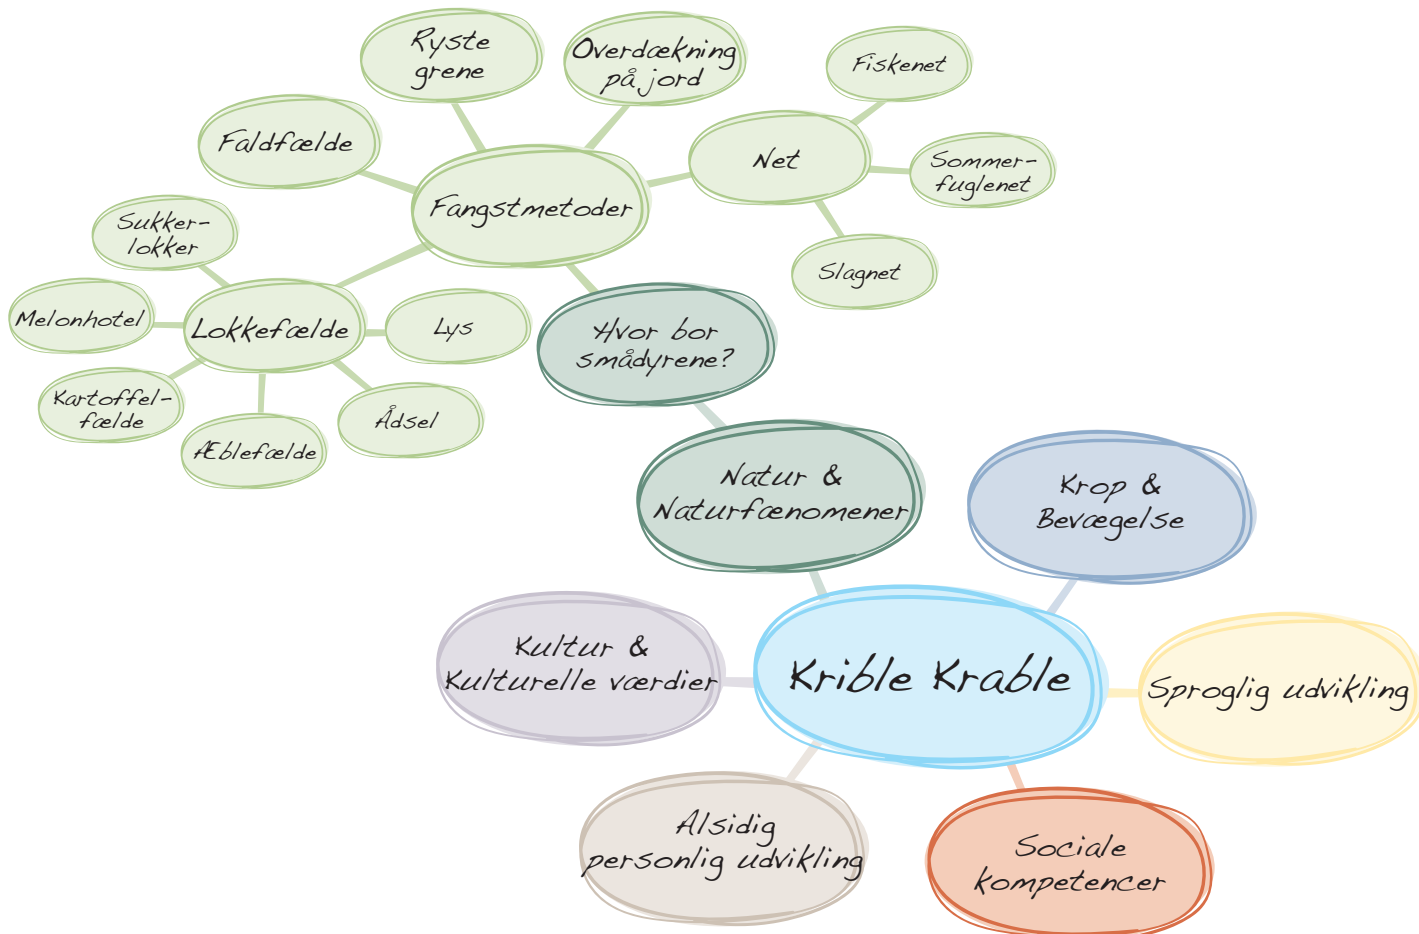 Ryste
grene
Overdækning
på jord
Fiskenet
Faldfælde
Net
Sommer-
fuglenet
Fangstmetoder
Sukker-
lokker
Slagnet
Melonhotel
Lokkefælde
Lys
Hvor bor
smådyrene?
Kartoffel-
fælde
Ådsel
Æblefælde
Natur &
Naturfænomener
Krop &
Bevægelse
Kultur &
Kulturelle værdier
Krible Krable
Sproglig udvikling
Alsidig
personlig udvikling
Sociale
kompetencer